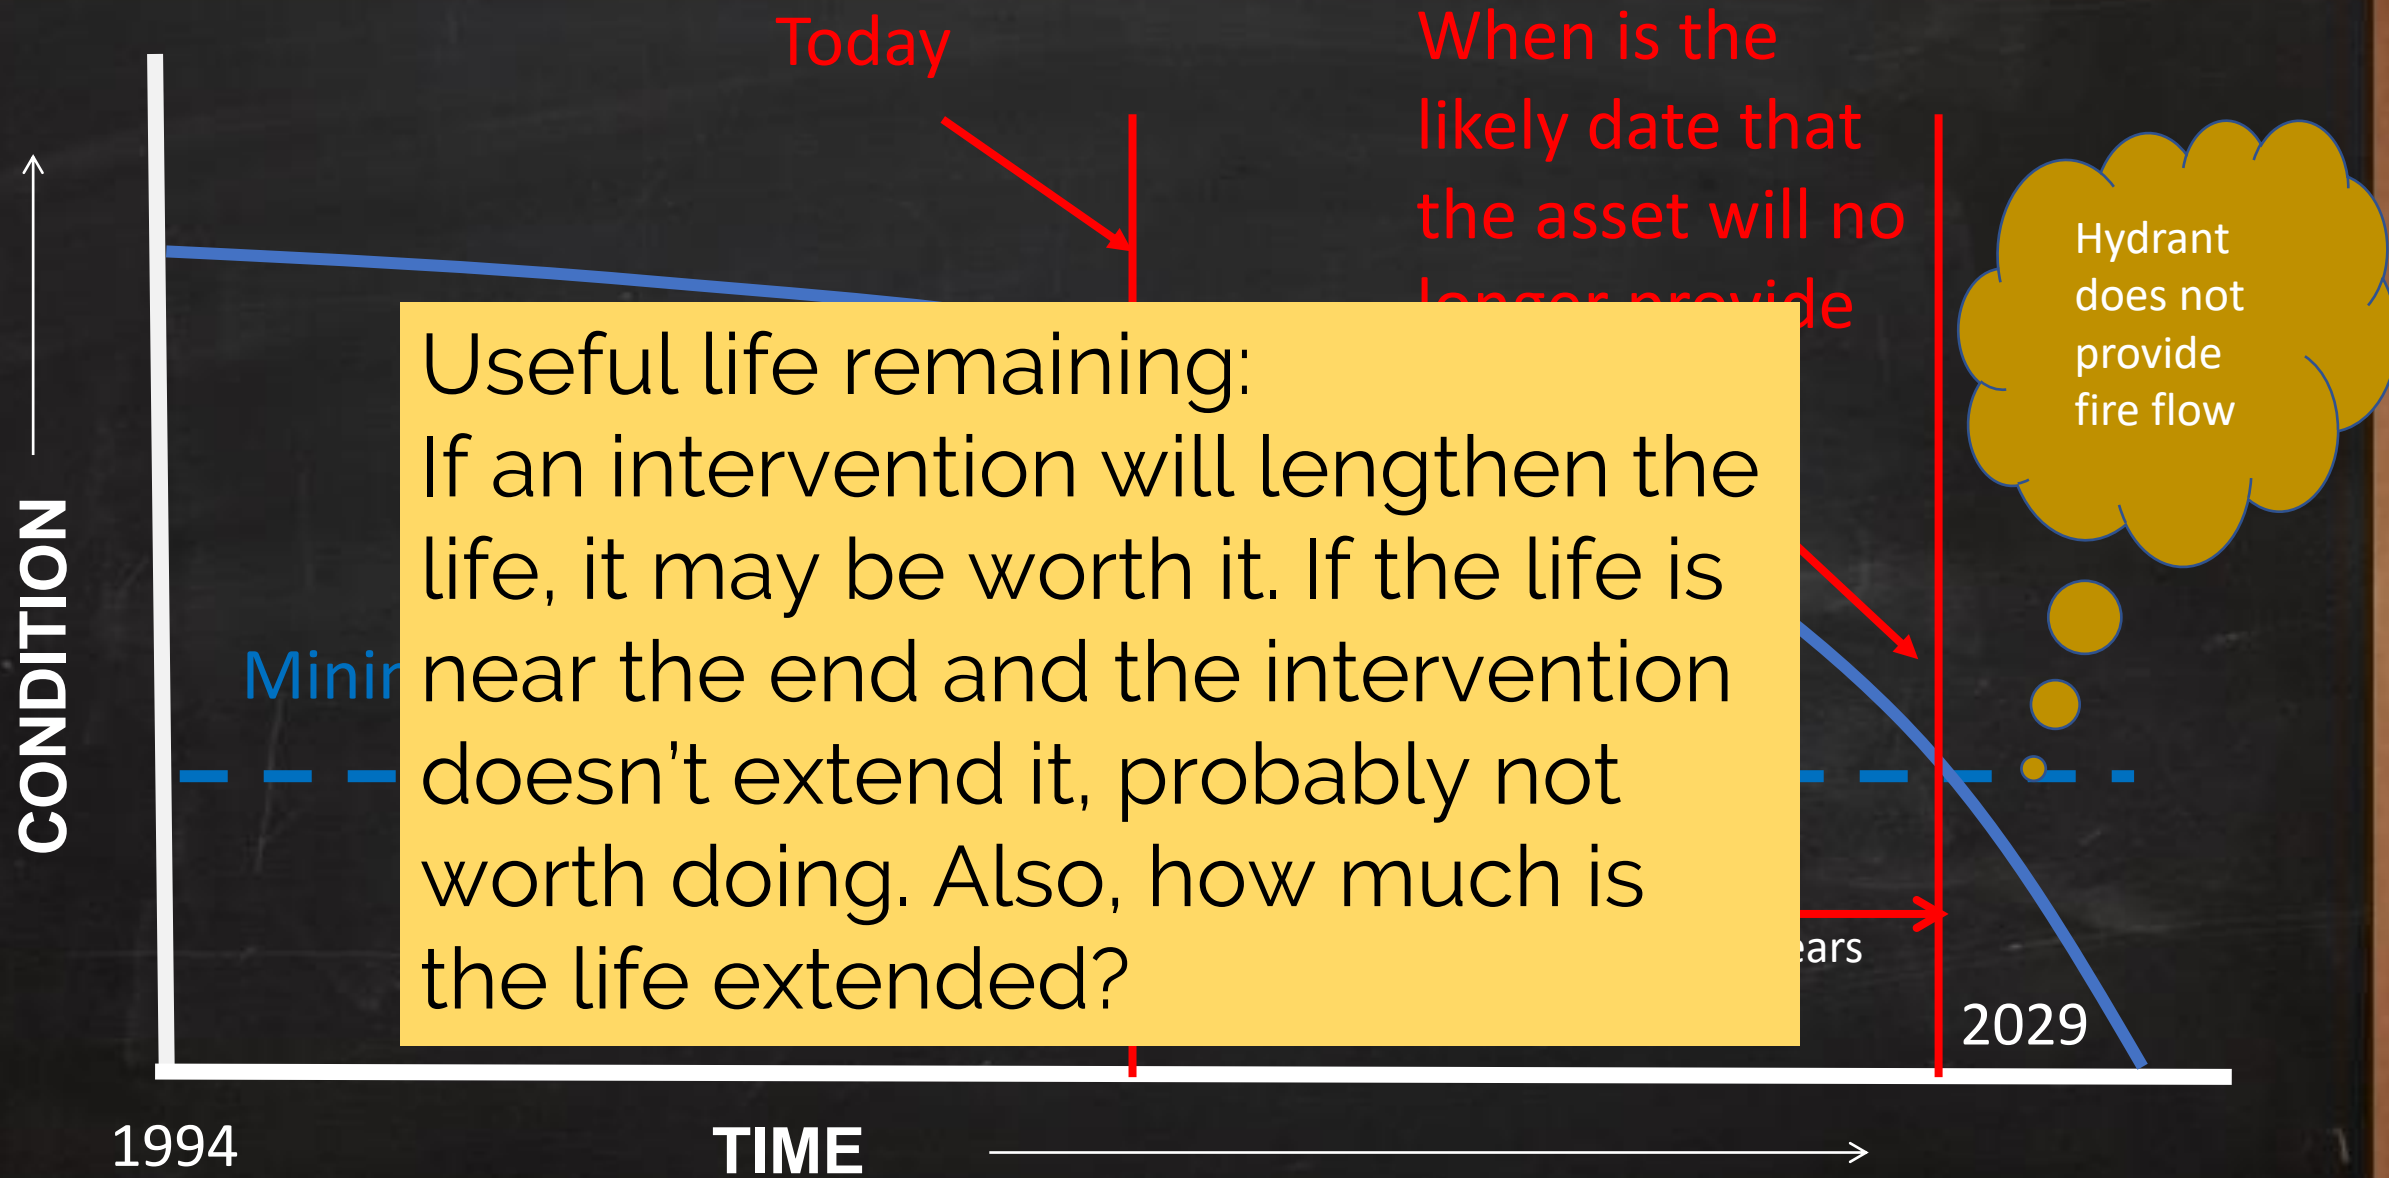 Today
When is the
likely date that
the asset will no
longer provide
Hydrant
does not
provide
fire flow
Useful life remaining:
If an intervention will lengthen the
life, it may be worth it. If the life is
near the end and the intervention
doesn't extend it, probably not
worth doing. Also, how much is
the life extended?
CONDITION
2029
1994
TIME